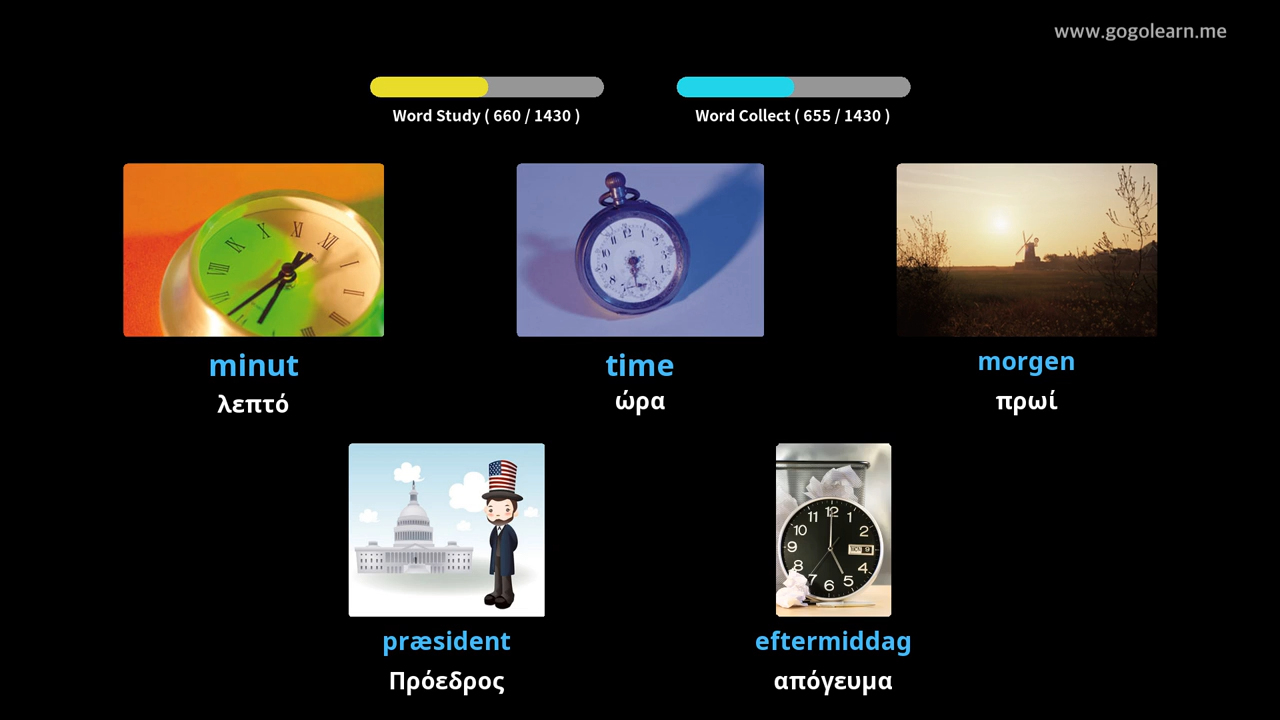 www.gogolearn.me
Word Study ( 660 / 1430 )
Word Collect ( 655 / 1430 )
minut
λεπτό
time
ώρα
morgen
πρωί
præsident
Πρόεδρος
eftermiddag
απόγευμα